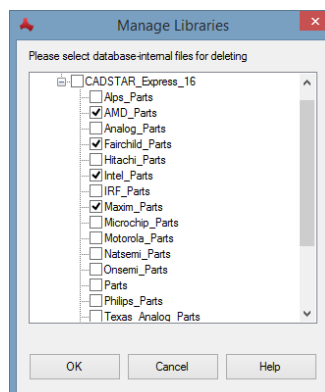 Manage Libraries
Please select database-internal files for deleting
CADSTAR_Express_16
Alps_Parts
AMD_Parts
Analog_Parts
Fairchild_Parts
Hitachi_Parts
Intel_Parts
IRF_Parts
Maxim_Parts
Microchip_Parts
Motorola_Parts
Natsemi_Parts
Onsemi_Parts
Parts
Philips_Parts
Texas_Analog_Parts
OK
Cancel
Help